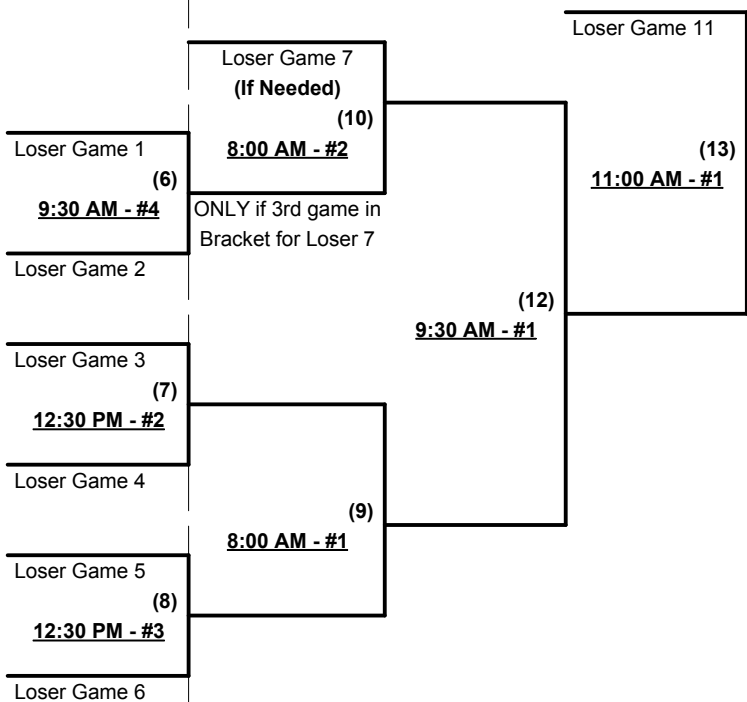 Loser Game 11
Loser Game 7
(If Needed)
(10)
8:00 AM - #2
Loser Game 1
(6)
9:30 AM - #4
Loser Game 2
ONLY if 3rd game in
Bracket for Loser 7
(13)
11:00 AM - #1
(12)
9:30 AM - #1
Loser Game 3
(7)
12:30 PM - #2
Loser Game 4
(9)
8:00 AM - #1
Loser Game 5
(8)
12:30 PM - #3
Loser Game 6